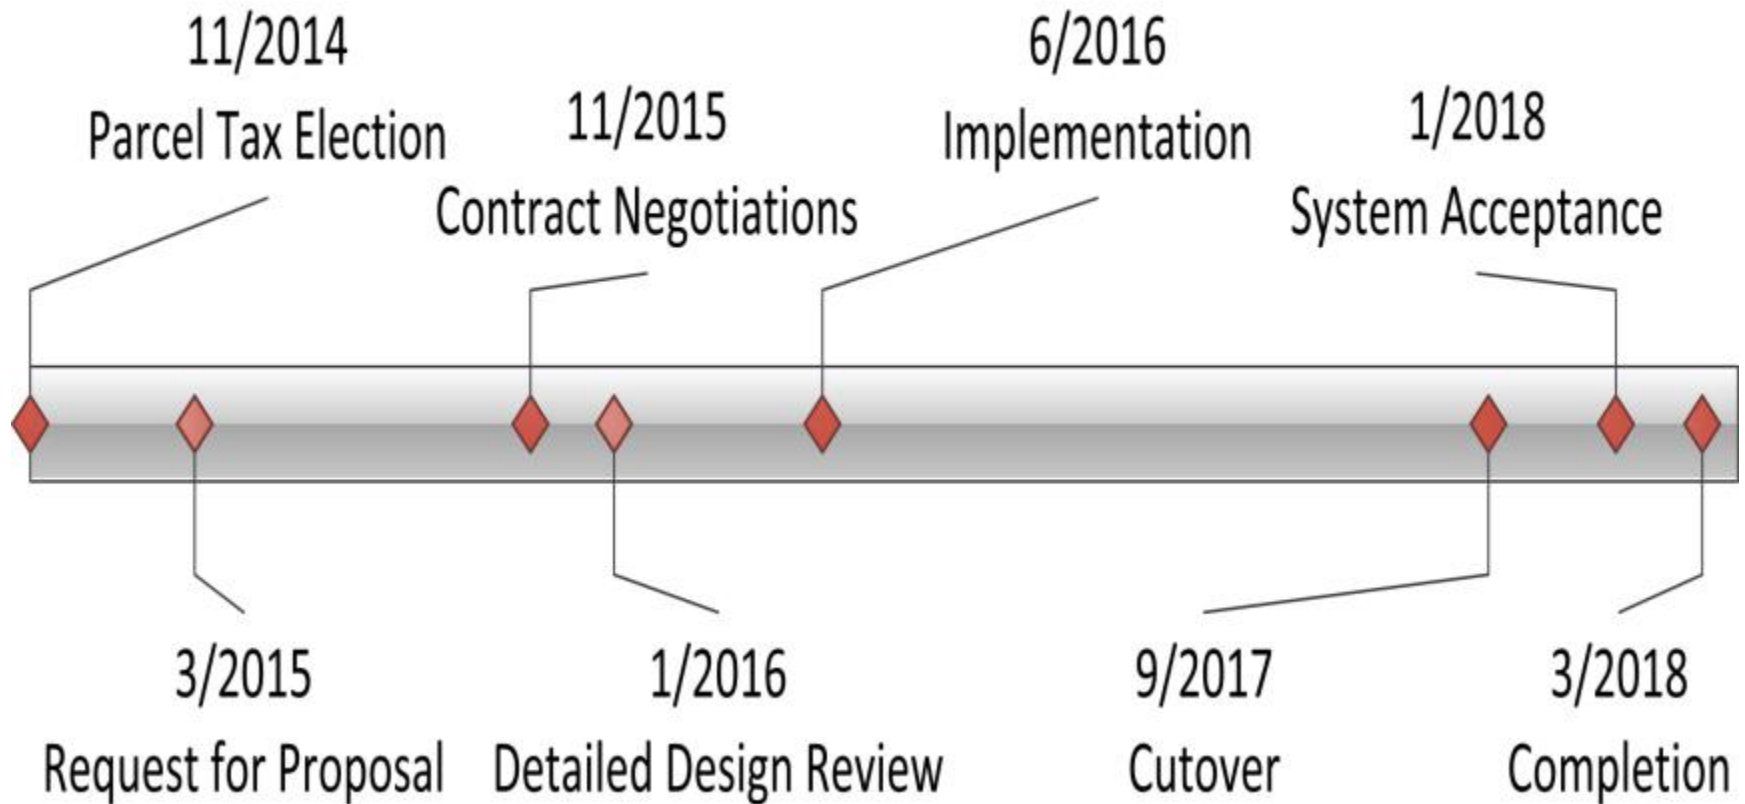 11/2014
Parcel Tax Election
11/2015
Contract Negotiations
6/2016
Implementation
1/2018
System Acceptance
3/2015
Request for Proposal
1/2016
Detailed Design Review
9/2017
Cutover
3/2018
Completion